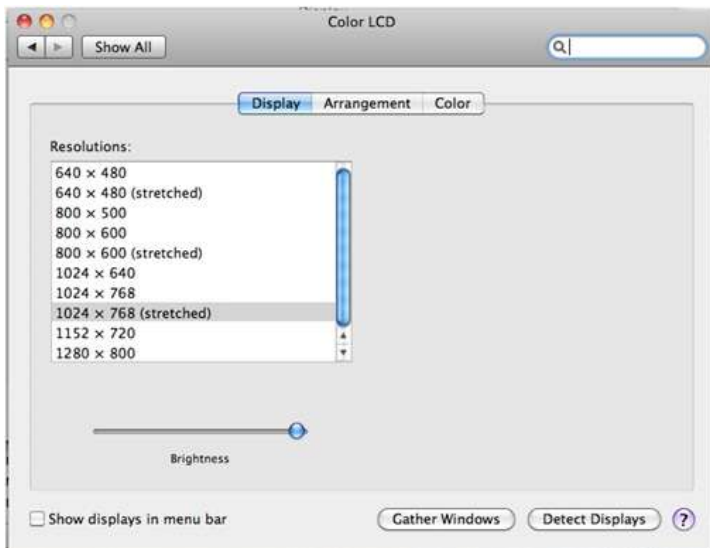 Color LCD
Show All
Display Arrangement Color
Resolutions:
640 × 480
640 × 480 (stretched)
800 × 500
800 × 600
800 × 600 (stretched)
1024 × 640
1024 × 768
1024 × 768 (stretched)
1152 × 720
1280 × 800
Brightness
Show displays in menu bar Gather Windows Detect Displays ?